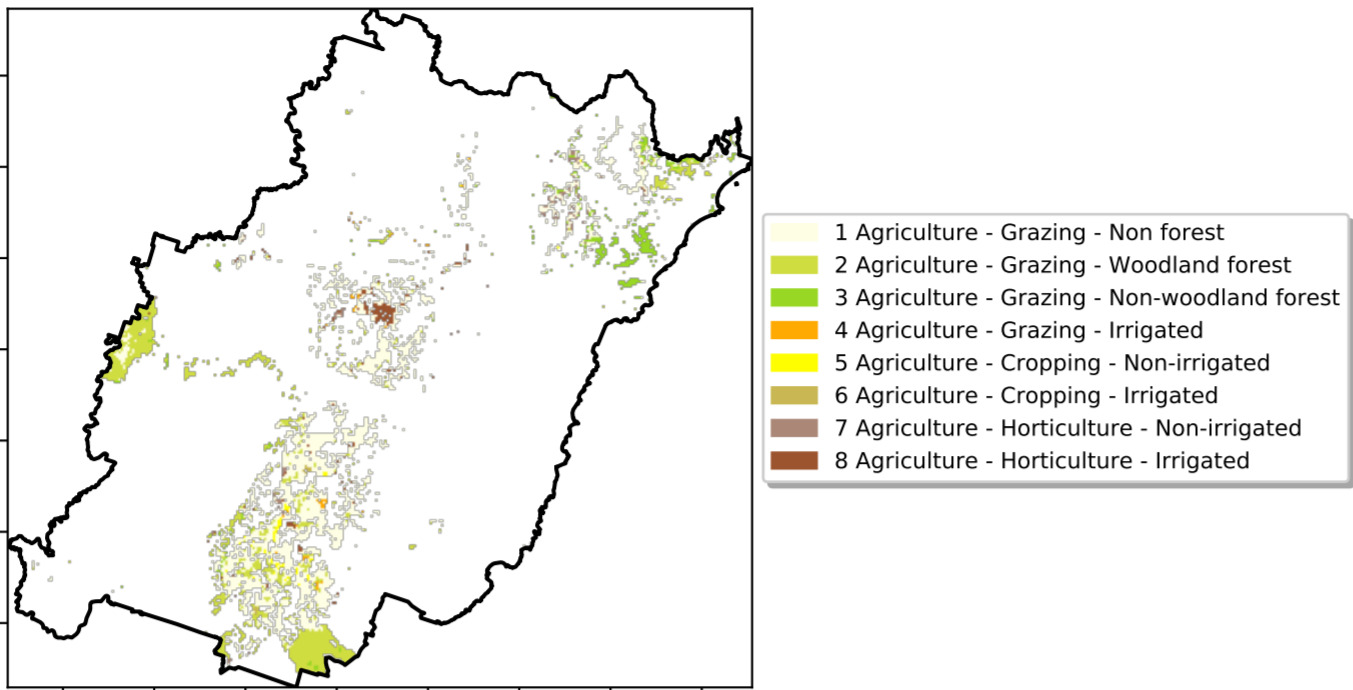 1 Agriculture - Grazing - Non forest
2 Agriculture - Grazing - Woodland forest
3 Agriculture - Grazing - Non-woodland forest
4 Agriculture - Grazing - Irrigated
5 Agriculture - Cropping - Non-irrigated
6 Agriculture - Cropping - Irrigated
7 Agriculture - Horticulture - Non-irrigated
8 Agriculture - Horticulture - Irrigated